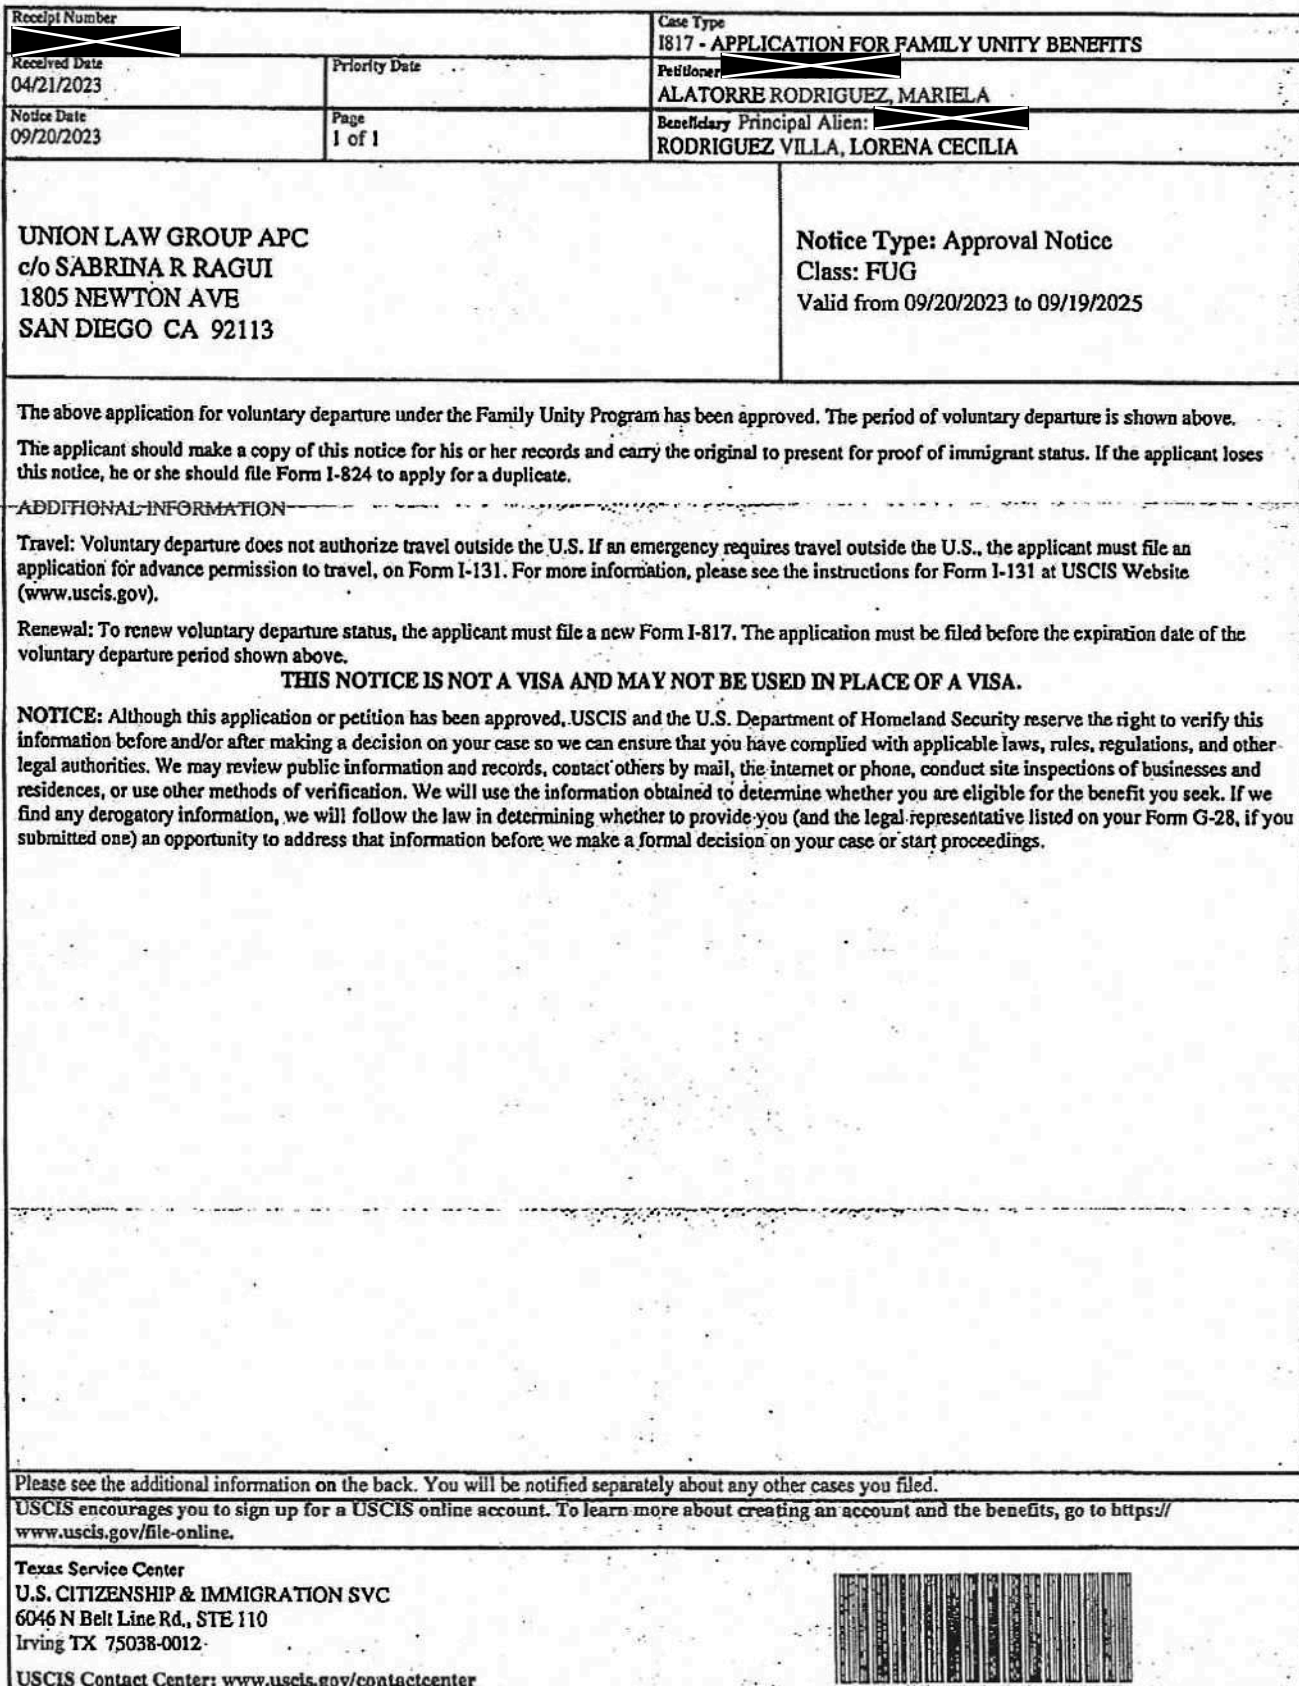 Receipt Number
Case Type
I817 - APPLICATION FOR FAMILY UNITY BENEFITS
Received Date
04/21/2023
Priority Date
Petitioner
ALATORRE RODRIGUEZ, MARIELA
Notice Date
09/20/2023
Page
1 of 1
Beneficiary Principal Alien:
RODRIGUEZ VILLA, LORENA CECILIA
UNION LAW GROUP APC
c/o SABRINA R RAGUI
1805 NEWTON AVE
SAN DIEGO CA 92113
Notice Type: Approval Notice
Class: FUG
Valid from 09/20/2023 to 09/19/2025
The above application for voluntary departure under the Family Unity Program has been approved. The period of voluntary departure is shown above.
The applicant should make a copy of this notice for his or her records and carry the original to present for proof of immigrant status. If the applicant loses
this notice, he or she should file Form I-824 to apply for a duplicate.
ADDITIONAL INFORMATION
Travel: Voluntary departure does not authorize travel outside the U.S. If an emergency requires travel outside the U.S., the applicant must file an
application for advance permission to travel, on Form I-131. For more information, please see the instructions for Form I-131 at USCIS Website
(www.uscis.gov).
Renewal: To renew voluntary departure status, the applicant must file a new Form I-817. The application must be filed before the expiration date of the
voluntary departure period shown above.
THIS NOTICE IS NOT A VISA AND MAY NOT BE USED IN PLACE OF A VISA.
NOTICE: Although this application or petition has been approved, USCIS and the U.S. Department of Homeland Security reserve the right to verify this
information before and/or after making a decision on your case so we can ensure that you have complied with applicable laws, rules, regulations, and other
legal authorities. We may review public information and records, contact others by mail, the internet or phone, conduct site inspections of businesses and
residences, or use other methods of verification. We will use the information obtained to determine whether you are eligible for the benefit you seek. If we
find any derogatory information, we will follow the law in determining whether to provide you (and the legal representative listed on your Form G-28, if you
submitted one) an opportunity to address that information before we make a formal decision on your case or start proceedings.
Please see the additional information on the back. You will be notified separately about any other cases you filed.
USCIS encourages you to sign up for a USCIS online account. To learn more about creating an account and the benefits, go to https://
www.uscis.gov/file-online.
Texas Service Center
U.S. CITIZENSHIP & IMMIGRATION SVC
6046 N Belt Line Rd., STE 110
Irving TX 75038-0012
USCIS Contact Center: www.uscis.gov/contactcenter